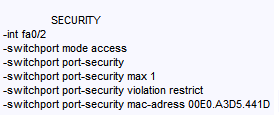 SECURITY
-int fa0/2
-switchport mode access
-switchport port-security
-switchport port-security max 1
-switchport port-security violation restrict
-switchport port-security mac-adress 00E0.A3D5.441D